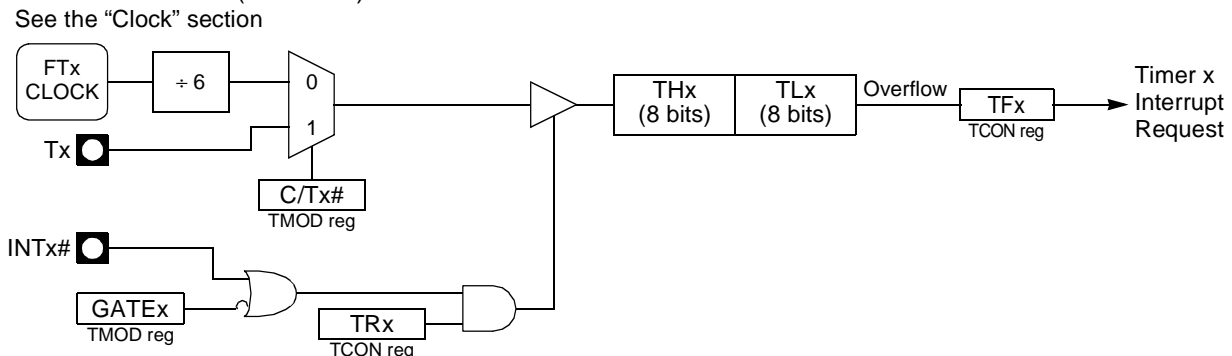 See the “Clock” section
FTx
CLOCK
÷ 6
0
1
Tx
C/Tx#
TMOD reg
THx
(8 bits)
TLx
(8 bits)
Overflow
TFx
TCON reg
Timer x
Interrupt
Request
INTx#
GATEx
TMOD reg
TRx
TCON reg